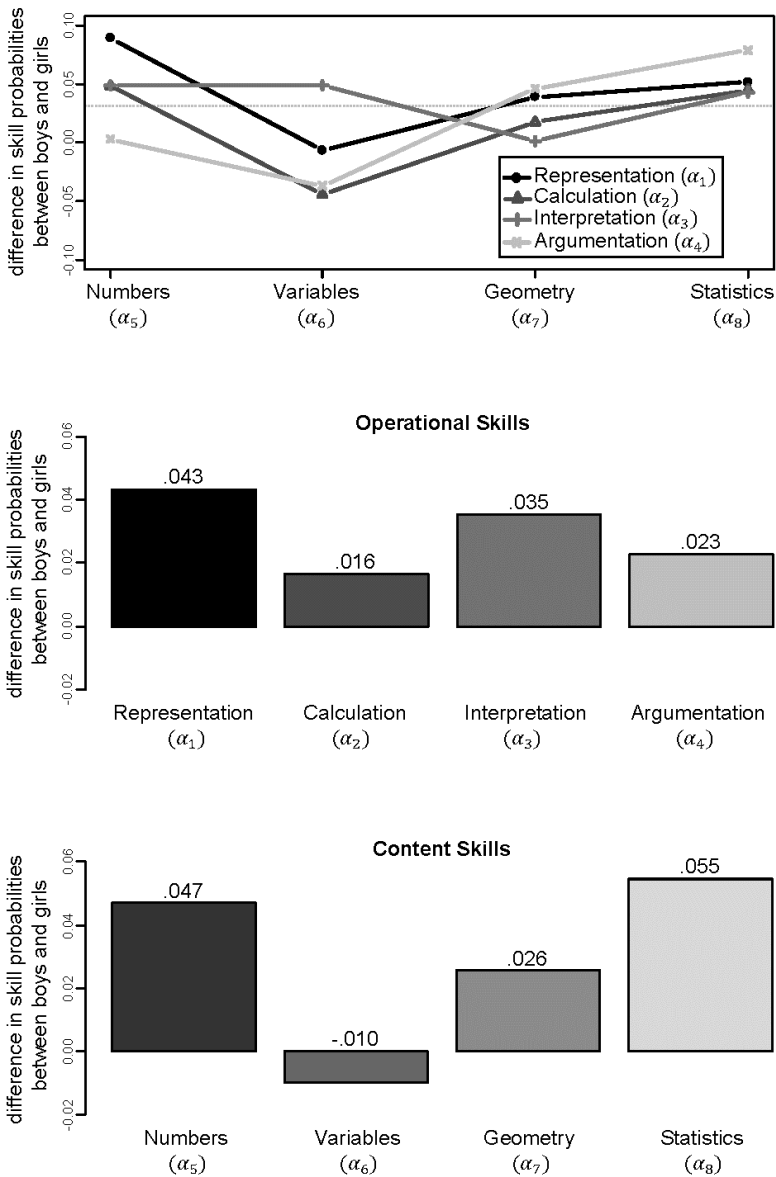 difference in skill probabilities
between boys and girls
0.10
0.05
0.00
-0.05
-0.10
Representation (α1)
Calculation (α2)
Interpretation (α3)
Argumentation (α4)
Numbers Variables Geometry Statistics
(α5) (α6) (α7) (α8)
Operational Skills
difference in skill probabilities
between boys and girls
0.06
0.04
0.02
0.00
-0.02
.043
.016
.035
.023
Representation Calculation Interpretation Argumentation
(α1) (α2) (α3) (α4)
Content Skills
difference in skill probabilities
between boys and girls
0.06
0.04
0.02
0.00
-0.02
.047
-.010
.026
.055
Numbers Variables Geometry Statistics
(α5) (α6) (α7) (α8)